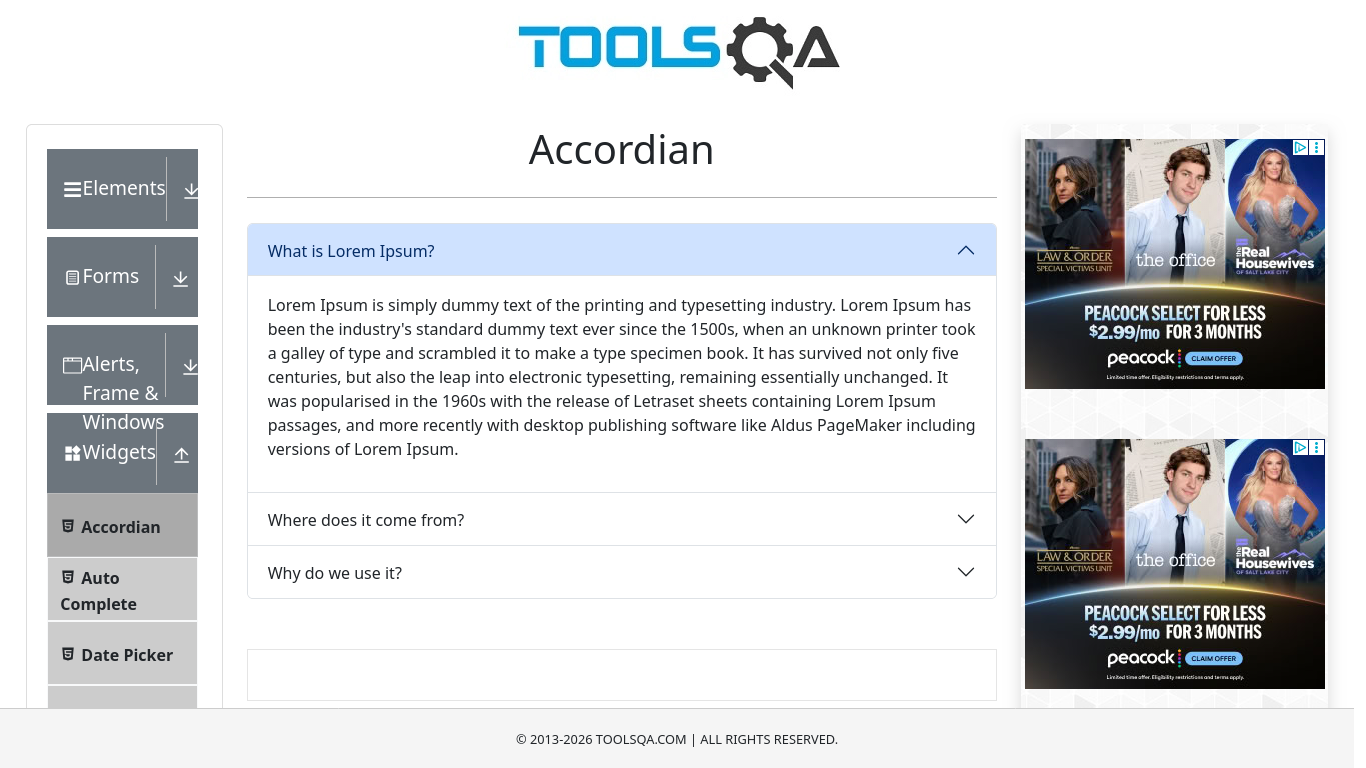 TOOLSQA
Elements
Forms
Alerts,
Frame &
Windows
Widgets
Accordian
Auto
Complete
Date Picker
Accordian
What is Lorem Ipsum?
Lorem Ipsum is simply dummy text of the printing and typesetting industry. Lorem Ipsum has
been the industry's standard dummy text ever since the 1500s, when an unknown printer took
a galley of type and scrambled it to make a type specimen book. It has survived not only five
centuries, but also the leap into electronic typesetting, remaining essentially unchanged. It
was popularised in the 1960s with the release of Letraset sheets containing Lorem Ipsum
passages, and more recently with desktop publishing software like Aldus PageMaker including
versions of Lorem Ipsum.
Where does it come from?
Why do we use it?
LAW & ORDER
SPECIAL VICTIMS UNIT
the office
the Real
Housewives
OF SALT LAKE CITY
PEACOCK SELECT FOR LESS
$2.99/mo FOR 3 MONTHS
peacock
CLAIM OFFER
Limited time offer. Eligibility restrictions and terms apply.
LAW & ORDER
SPECIAL VICTIMS UNIT
the office
the Real
Housewives
OF SALT LAKE CITY
PEACOCK SELECT FOR LESS
$2.99/mo FOR 3 MONTHS
peacock
CLAIM OFFER
Limited time offer. Eligibility restrictions and terms apply.
© 2013-2026 TOOLSQA.COM | ALL RIGHTS RESERVED.